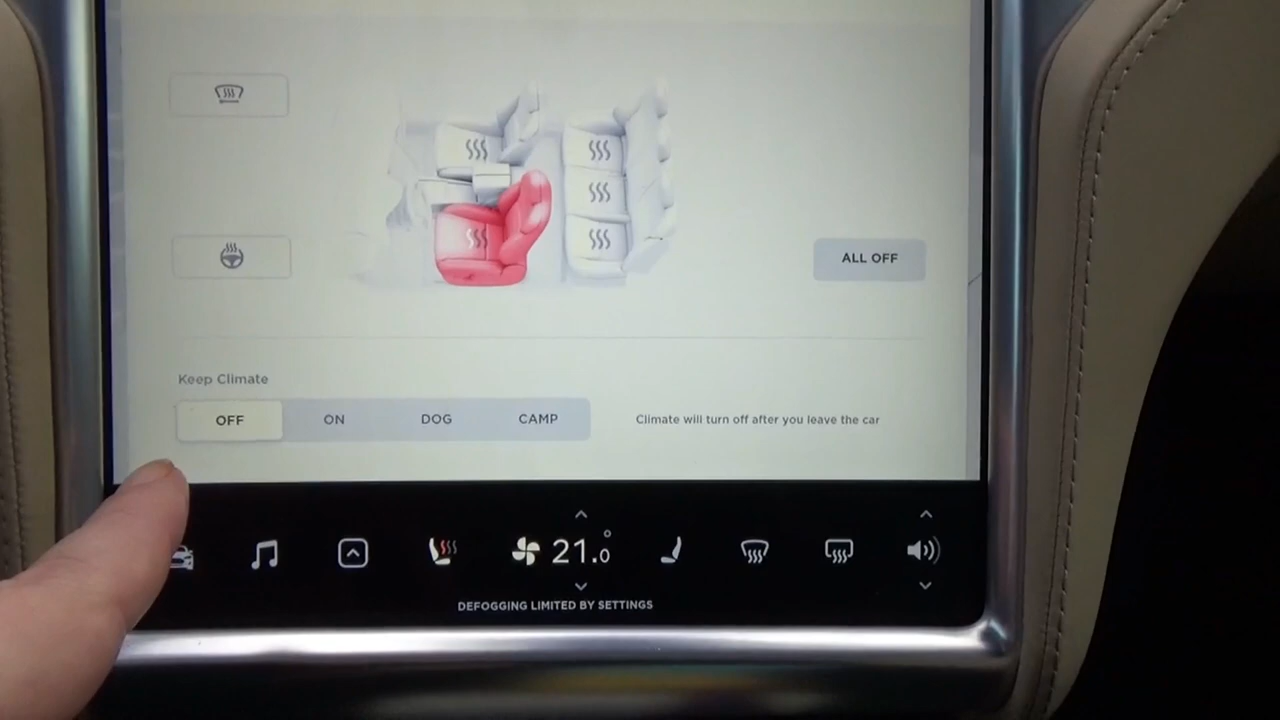 ALL OFF
Keep Climate
OFF ON DOG CAMP Climate will turn off after you leave the car
21.0°
DEFOGGING LIMITED BY SETTINGS